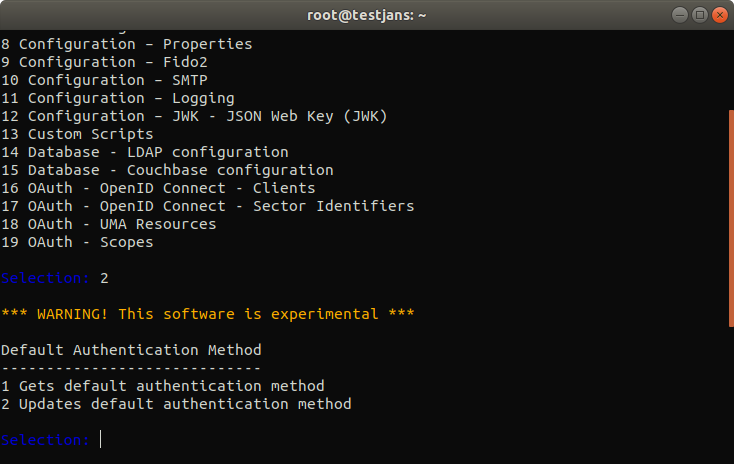 root@testjans: ~
8 Configuration – Properties
9 Configuration – Fido2
10 Configuration – SMTP
11 Configuration – Logging
12 Configuration – JWK - JSON Web Key (JWK)
13 Custom Scripts
14 Database - LDAP configuration
15 Database - Couchbase configuration
16 OAuth - OpenID Connect - Clients
17 OAuth - OpenID Connect - Sector Identifiers
18 OAuth - UMA Resources
19 OAuth - Scopes
Selection: 2
*** WARNING! This software is experimental ***
Default Authentication Method
-----------------------------
1 Gets default authentication method
2 Updates default authentication method
Selection: